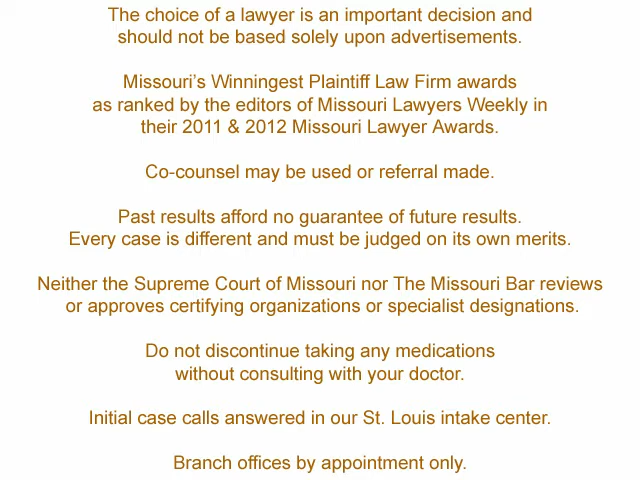 The choice of a lawyer is an important decision and
should not be based solely upon advertisements.
Missouri's Winningest Plaintiff Law Firm awards
as ranked by the editors of Missouri Lawyers Weekly in
their 2011 & 2012 Missouri Lawyer Awards.
Co-counsel may be used or referral made.
Past results afford no guarantee of future results.
Every case is different and must be judged on its own merits.
Neither the Supreme Court of Missouri nor The Missouri Bar reviews
or approves certifying organizations or specialist designations.
Do not discontinue taking any medications
without consulting with your doctor.
Initial case calls answered in our St. Louis intake center.
Branch offices by appointment only.